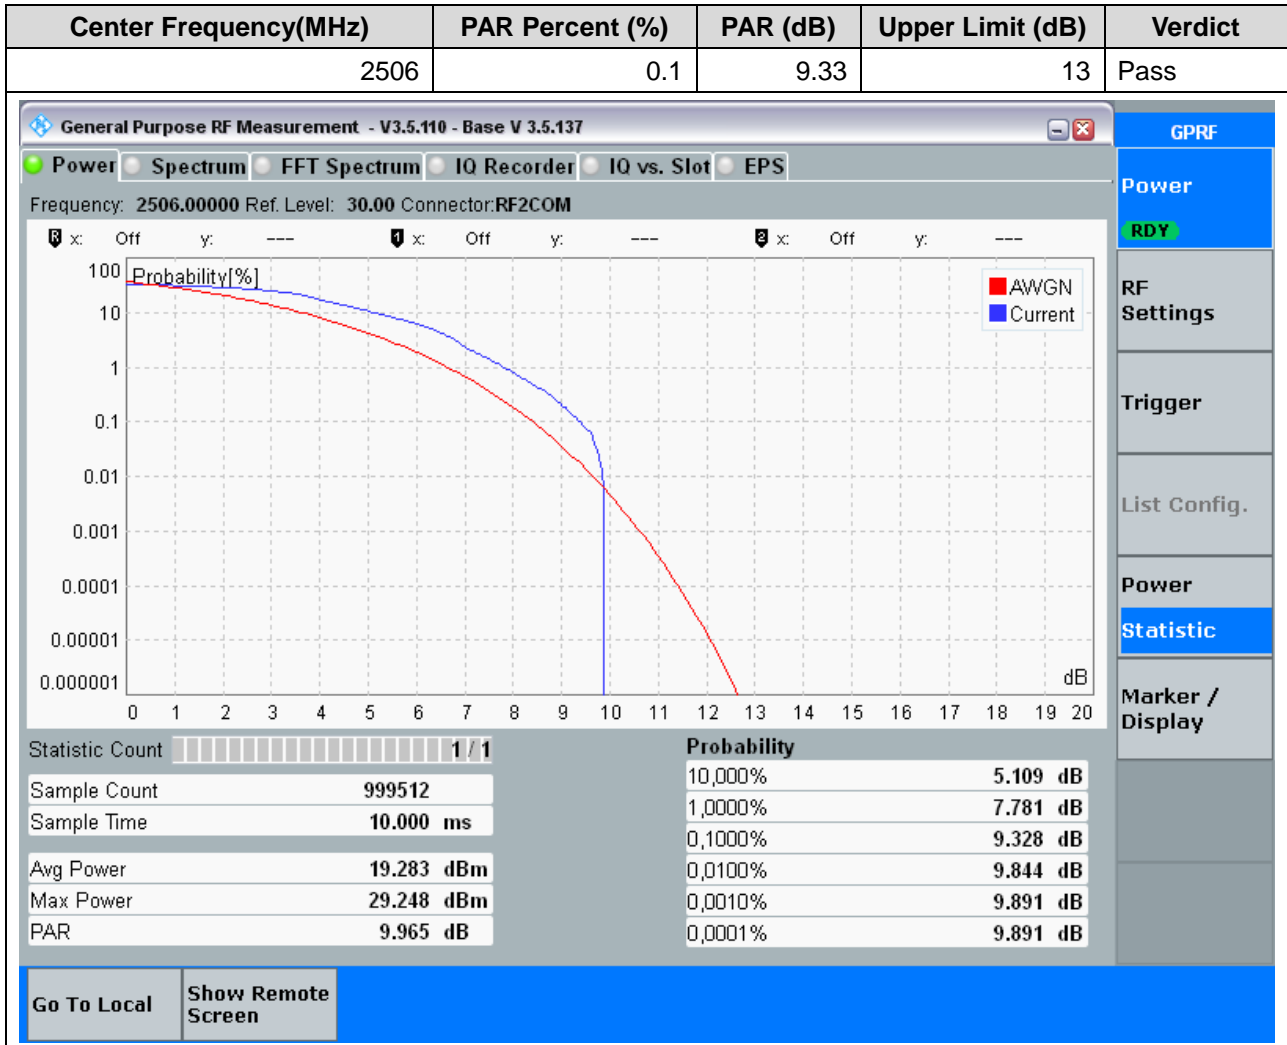 Center Frequency(MHz) PAR Percent (%) PAR (dB) Upper Limit (dB) Verdict
2506 0.1 9.33 13 Pass
General Purpose RF Measurement - V3.5.110 - Base V 3.5.137
GPRF
Power Spectrum FFT Spectrum IQ Recorder IQ vs. Slot EPS
Frequency: 2506.00000 Ref. Level: 30.00 Connector:RF2COM
R x: Off y: --- 1 x: Off y: --- 2 x: Off y: ---
Probability[%]
AWGN
Current
100
10
1
0.1
0.01
0.001
0.0001
0.00001
0.000001
dB
0 1 2 3 4 5 6 7 8 9 10 11 12 13 14 15 16 17 18 19 20
Statistic Count 1 / 1
Sample Count 999512
Sample Time 10.000 ms
Avg Power 19.283 dBm
Max Power 29.248 dBm
PAR 9.965 dB
Probability
10,000% 5.109 dB
1,0000% 7.781 dB
0,1000% 9.328 dB
0,0100% 9.844 dB
0,0010% 9.891 dB
0,0001% 9.891 dB
Power
RDY
RF
Settings
Trigger
List Config.
Power
Statistic
Marker /
Display
Go To Local
Show Remote
Screen